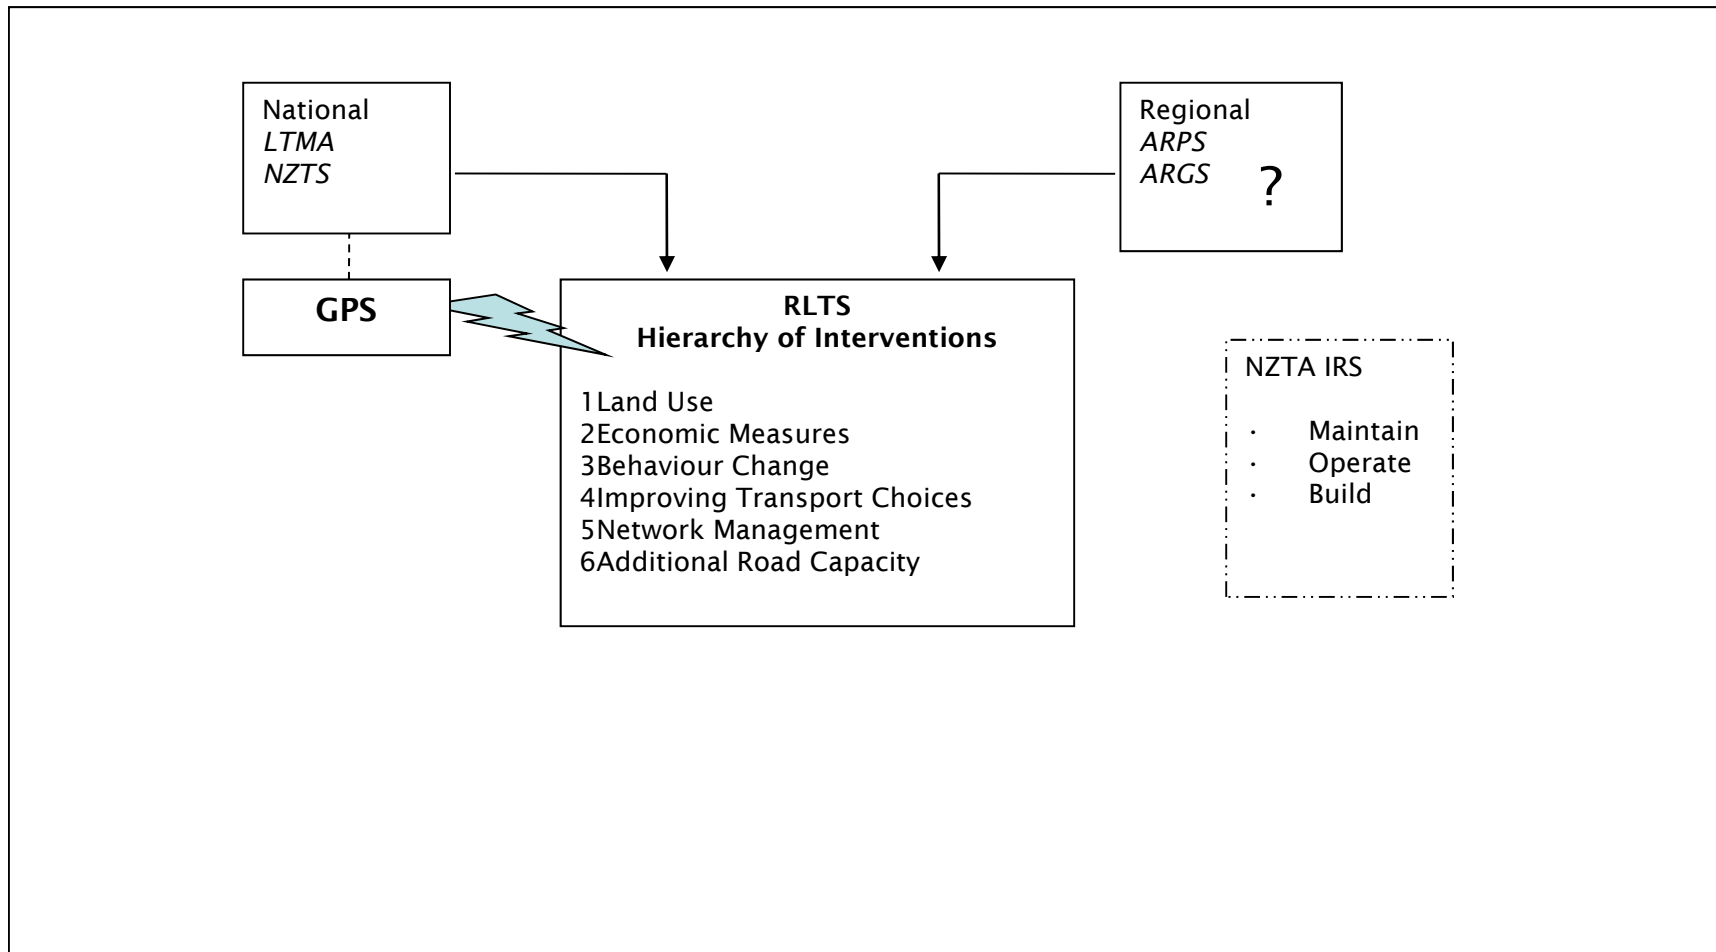 National
LTMA
NZTS
Regional
ARPS
ARGS
?
GPS
RLTS
Hierarchy of Interventions
1Land Use
2Economic Measures
3Behaviour Change
4Improving Transport Choices
5Network Management
6Additional Road Capacity
NZTA IRS
· Maintain
· Operate
· Build